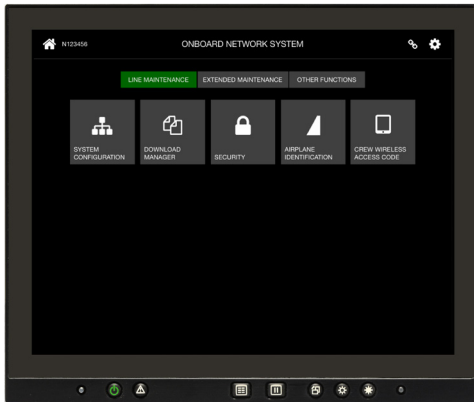 N123456
ONBOARD NETWORK SYSTEM
LINE MAINTENANCE
EXTENDED MAINTENANCE
OTHER FUNCTIONS
SYSTEM
CONFIGURATION
DOWNLOAD
MANAGER
SECURITY
AIRPLANE
IDENTIFICATION
CREW WIRELESS
ACCESS CODE